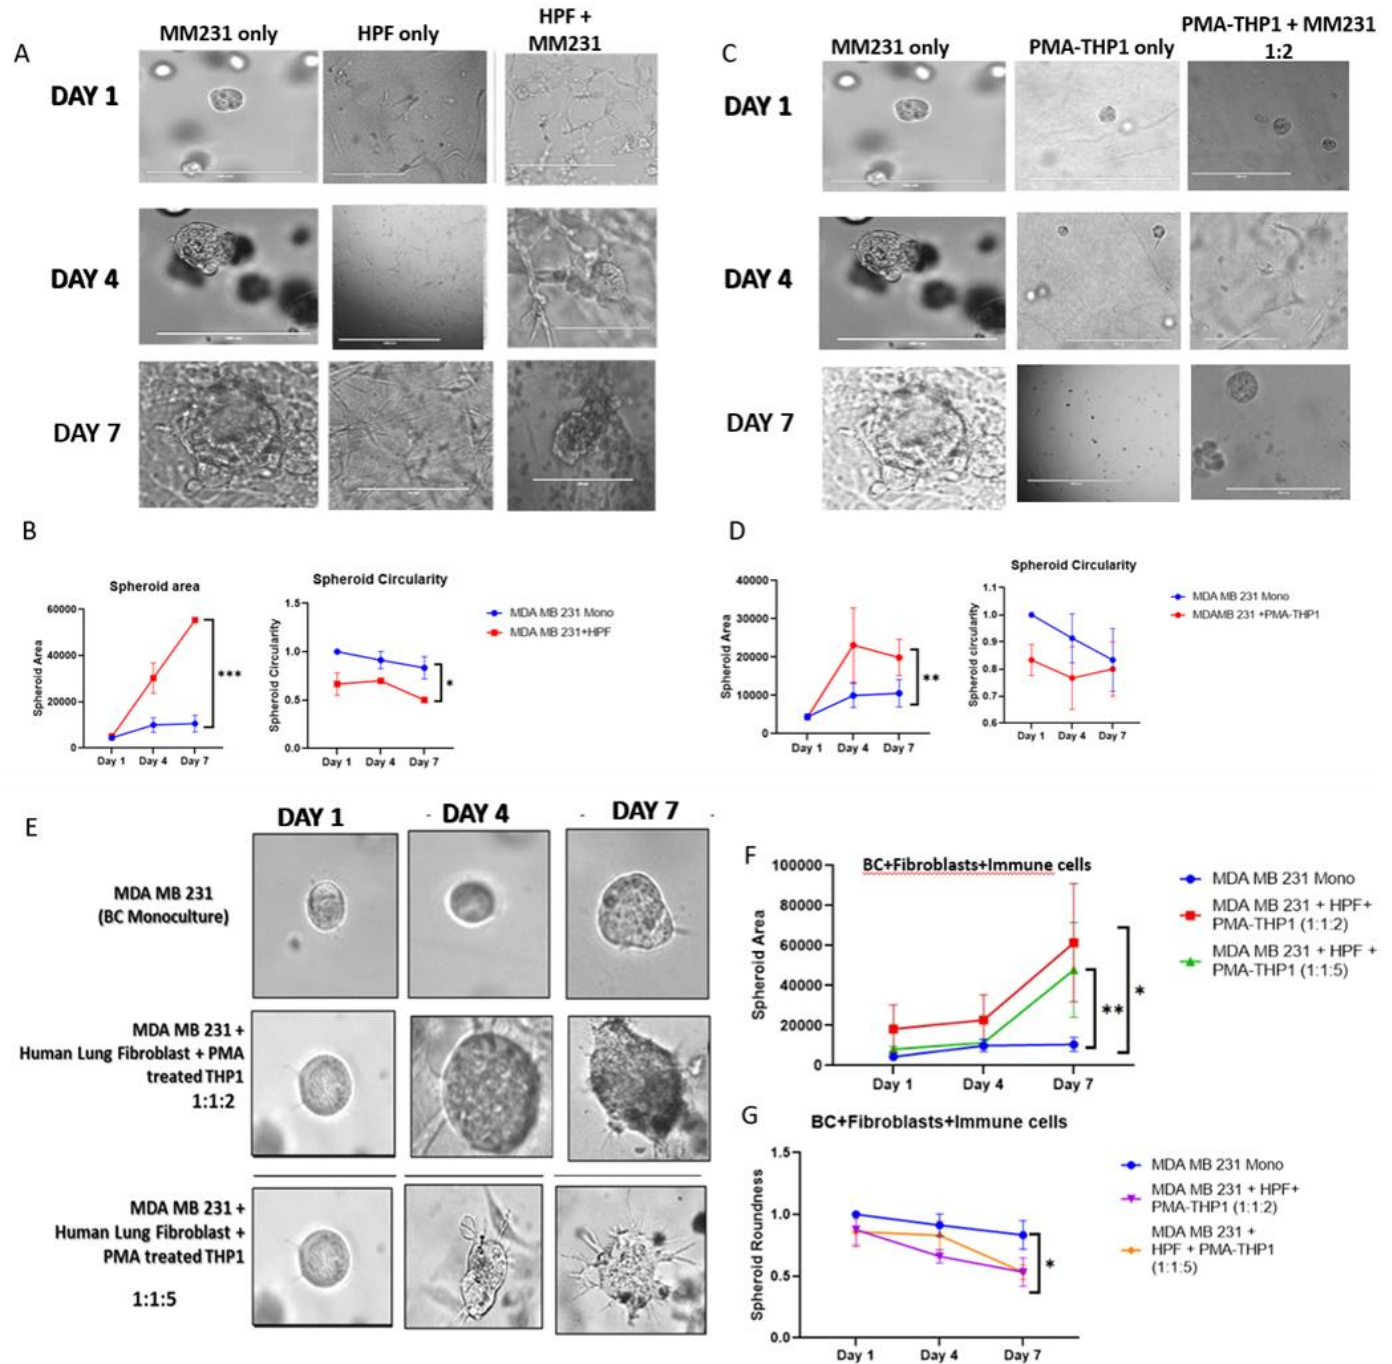 A
MM231 only
HPF only
HPF +
MM231
DAY 1
DAY 4
DAY 7
C
MM231 only
PMA-THP1 only
PMA-THP1 + MM231
1:2
DAY 1
DAY 4
DAY 7
B
Spheroid area
Spheroid Area
60000
40000
20000
0
Day 1
Day 4
Day 7
***
Spheroid Circularity
Spheroid Circularity
1.5
1.0
0.5
0.0
Day 1
Day 4
Day 7
*
MDA MB 231 Mono
MDA MB 231+HPF
D
Spheroid Area
40000
30000
20000
10000
0
Day 1
Day 4
Day 7
**
Spheroid Circularity
Spheroid circularity
1.1
1.0
0.9
0.8
0.7
0.6
Day 1
Day 4
Day 7
MDA MB 231 Mono
MDAMB 231 +PMA-THP1
E
DAY 1
DAY 4
DAY 7
MDA MB 231
(BC Monoculture)
MDA MB 231 +
Human Lung Fibroblast + PMA
treated THP1
1:1:2
MDA MB 231 +
Human Lung Fibroblast +
PMA treated THP1
1:1:5
F
BC+Fibroblasts+Immune cells
Spheroid Area
100000
80000
60000
40000
20000
0
Day 1
Day 4
Day 7
**
*
MDA MB 231 Mono
MDA MB 231 + HPF+
PMA-THP1 (1:1:2)
MDA MB 231 + HPF +
PMA-THP1 (1:1:5)
G
BC+Fibroblasts+Immune cells
Spheroid Roundness
1.5
1.0
0.5
0.0
Day 1
Day 4
Day 7
*
MDA MB 231 Mono
MDA MB 231 + HPF+
PMA-THP1 (1:1:2)
MDA MB 231 +
HPF + PMA-THP1
(1:1:5)